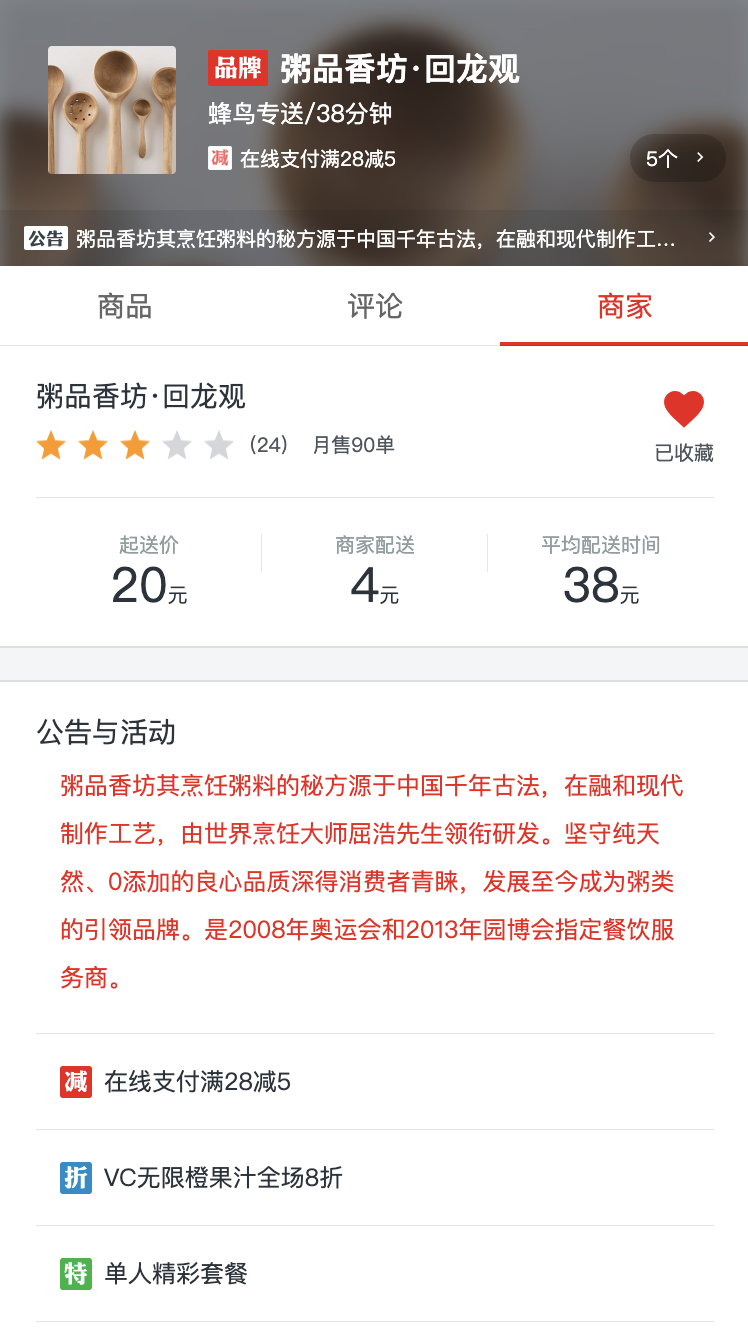 品牌 粥品香坊·回龙观
蜂鸟专送/38分钟
减 在线支付满28减5
5个 >
公告 粥品香坊其烹饪粥料的秘方源于中国千年古法，在融和现代制作工... >
商品 评论 商家
粥品香坊·回龙观
(24) 月售90单
已收藏
起送价 商家配送 平均配送时间
20元 4元 38元
公告与活动
粥品香坊其烹饪粥料的秘方源于中国千年古法，在融和现代
制作工艺，由世界烹饪大师屈浩先生领衔研发。坚守纯天
然、0添加的良心品质深得消费者青睐，发展至今成为粥类
的引领品牌。是2008年奥运会和2013年园博会指定餐饮服
务商。
减 在线支付满28减5
折 VC无限橙果汁全场8折
特 单人精彩套餐